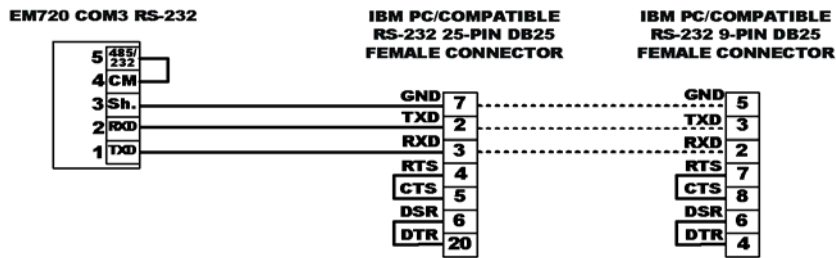 EM720 COM3 RS-232
IBM PC/COMPATIBLE
RS-232 25-PIN DB25
FEMALE CONNECTOR
IBM PC/COMPATIBLE
RS-232 9-PIN DB25
FEMALE CONNECTOR
5 485/
232
4 CM
3 Sh.
2 RXD
1 TXD
GND 7
TXD 2
RXD 3
RTS 4
CTS 5
DSR 6
DTR 20
GND 5
TXD 3
RXD 2
RTS 7
CTS 8
DSR 6
DTR 4